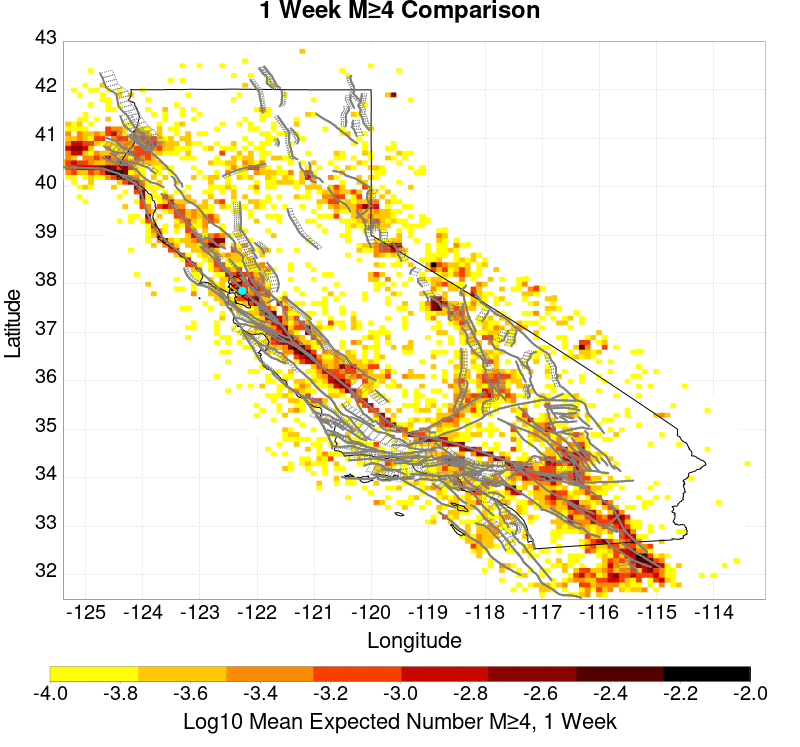 1 Week M≥4 Comparison
43
42
41
40
39
38
37
36
35
34
33
32
Latitude
-125 -124 -123 -122 -121 -120 -119 -118 -117 -116 -115 -114
Longitude
-4.0 -3.8 -3.6 -3.4 -3.2 -3.0 -2.8 -2.6 -2.4 -2.2 -2.0
Log10 Mean Expected Number M≥4, 1 Week